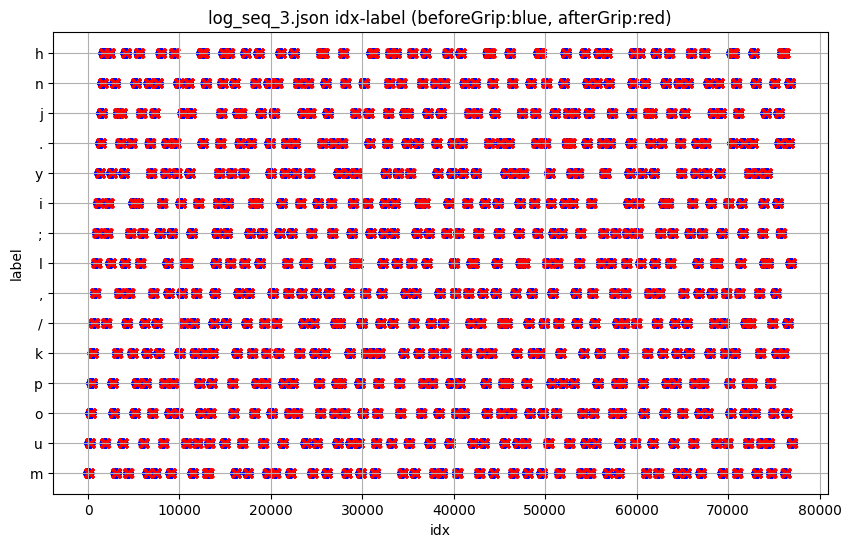 log_seq_3.json idx-label (beforeGrip:blue, afterGrip:red)
h
n
j
.
y
i
;
l
,
/
k
p
o
u
m
label
0 10000 20000 30000 40000 50000 60000 70000 80000
idx